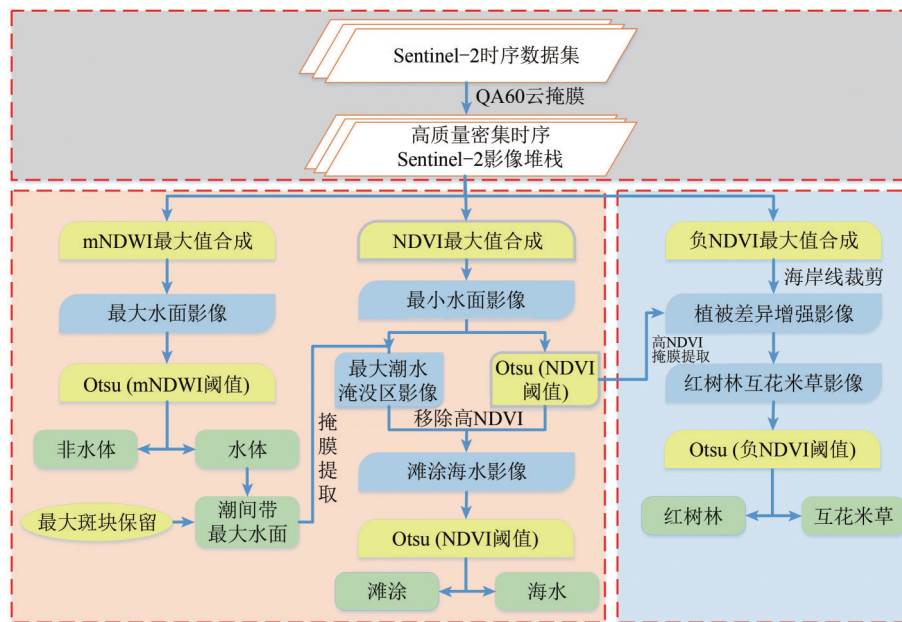 Sentinel-2时序数据集
QA60云掩膜
高质量密集时序
Sentinel-2影像堆栈
mNDWI最大值合成
最大水面影像
Otsu (mNDWI阈值)
非水体
水体
最大斑块保留
潮间带
最大水面
掩膜提取
NDVI最大值合成
最小水面影像
最大潮水
淹没区影像
Otsu (NDVI
阈值)
移除高NDVI
滩涂海水影像
Otsu (NDVI阈值)
滩涂
海水
高NDVI
掩膜提取
负NDVI最大值合成
海岸线裁剪
植被差异增强影像
红树林互花米草影像
Otsu (负NDVI阈值)
红树林
互花米草